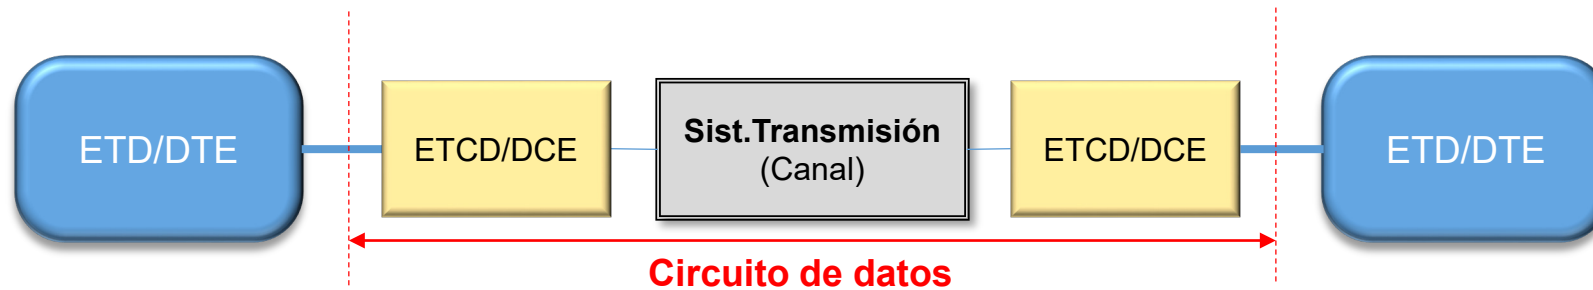 ETD/DTE
ETCD/DCE
Sist.Transmisión
(Canal)
ETCD/DCE
ETD/DTE
Circuito de datos